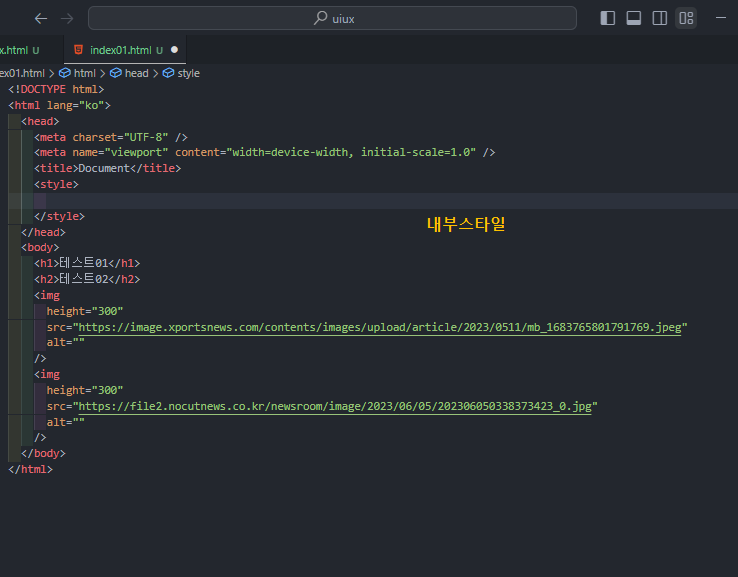 uiux
x.html U
index01.html U
ex01.html > html > head > style
<!DOCTYPE html>
<html lang="ko">
<head>
<meta charset="UTF-8" />
<meta name="viewport" content="width=device-width, initial-scale=1.0" />
<title>Document</title>
<style>
</style>
내부스타일
</head>
<body>
<h1>테스트01</h1>
<h2>테스트02</h2>
<img
height="300"
src="https://image.xportsnews.com/contents/images/upload/article/2023/0511/mb_1683765801791769.jpeg"
alt=""
/>
<img
height="300"
src="https://file2.nocutnews.co.kr/newsroom/image/2023/06/05/202306050338373423_0.jpg"
alt=""
/>
</body>
</html>